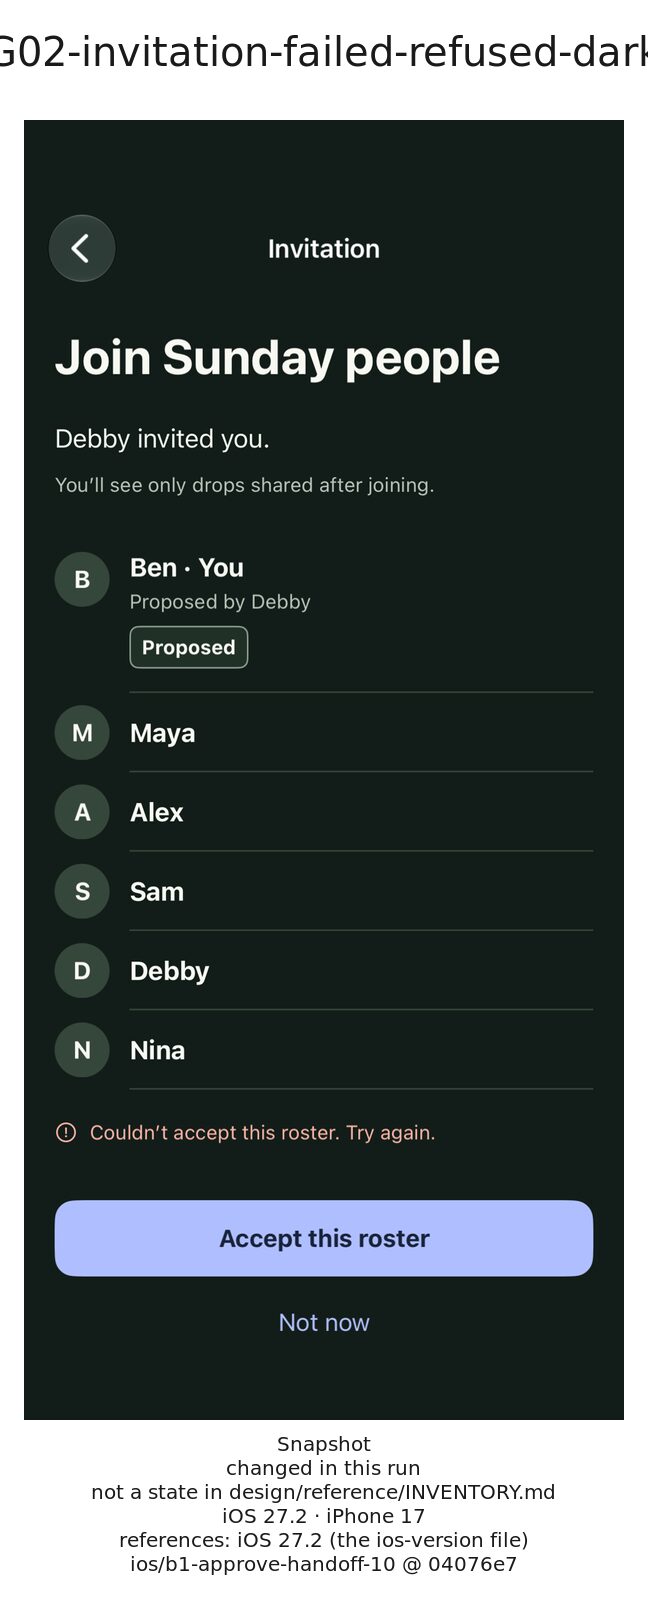 G02-invitation-failed-refused-dark
Invitation
Join Sunday people
Debby invited you.
You’ll see only drops shared after joining.
B
Ben · You
Proposed by Debby
Proposed
M
Maya
A
Alex
S
Sam
D
Debby
N
Nina
Couldn’t accept this roster. Try again.
Accept this roster
Not now
Snapshot
changed in this run
not a state in design/reference/INVENTORY.md
iOS 27.2 · iPhone 17
references: iOS 27.2 (the ios-version file)
ios/b1-approve-handoff-10 @ 04076e7